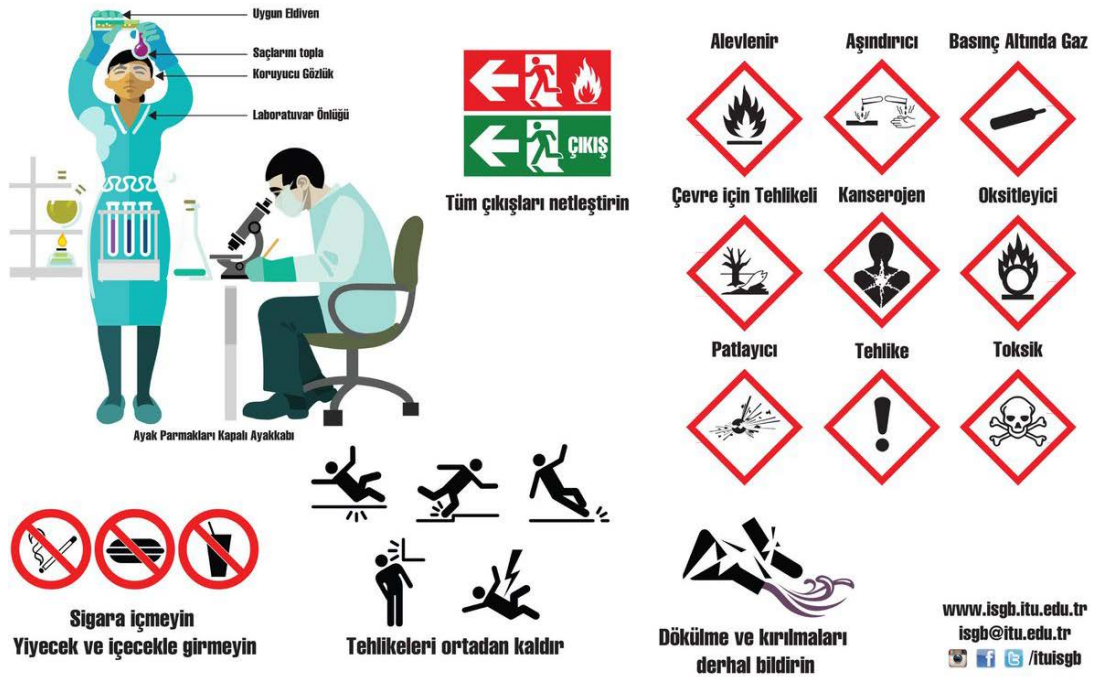 Uygun Eldiven
Saçlarını topla
Koruyucu Gözlük
Laboratuvar Önlüğü
Ayak Parmakları Kapalı Ayakkabı
ÇIKIŞ
Tüm çıkışları netleştirin
Alevlenir
Aşındırıcı
Basınç Altında Gaz
Çevre için Tehlikeli
Kanserojen
Oksitleyici
Patlayıcı
Tehlike
Toksik
Sigara içmeyin
Yiyecek ve içecekle girmeyin
Tehlikeleri ortadan kaldır
Dökülme ve kırılmaları
derhal bildirin
www.isgb.itu.edu.tr
isgb@itu.edu.tr
/ituisgb